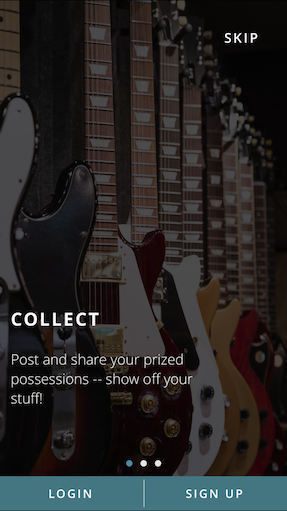 SKIP
COLLECT
Post and share your prized
possessions -- show off your
stuff!
LOGIN
SIGN UP